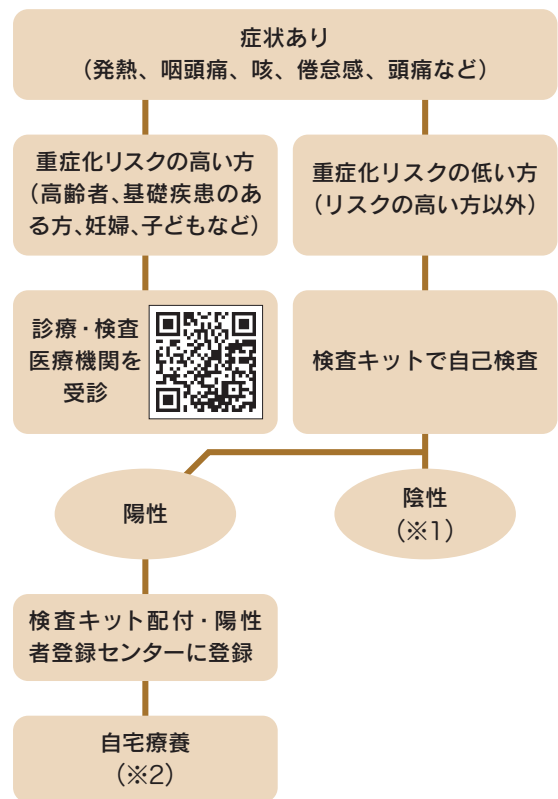 症状あり
（発熱、咽頭痛、咳、倦怠感、頭痛など）
重症化リスクの高い方
（高齢者、基礎疾患のあ
る方、妊婦、子どもなど）
重症化リスクの低い方
（リスクの高い方以外）
診療・検査
医療機関を
受診
検査キットで自己検査
陽性
陰性
（※1）
検査キット配付・陽性
者登録センターに登録
自宅療養
（※2）